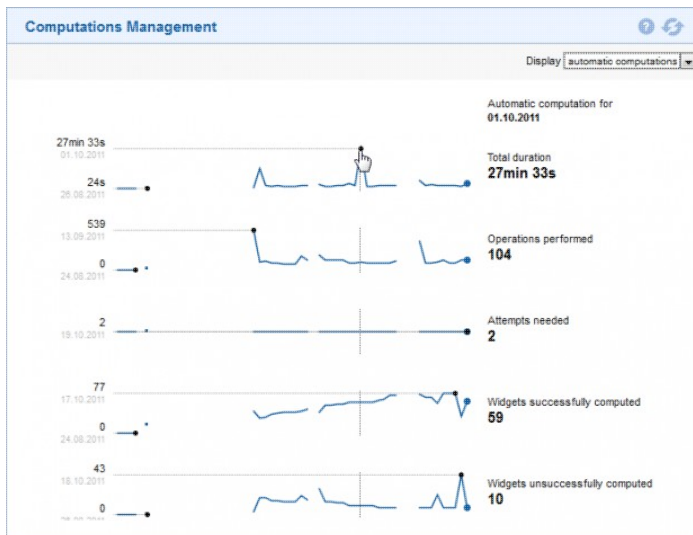 Computations Management
Display automatic computations
Automatic computation for
01.10.2011
27min 33s
01.10.2011
24s
26.08.2011
Total duration
27min 33s
539
13.09.2011
0
24.08.2011
Operations performed
104
2
19.10.2011
Attempts needed
2
77
17.10.2011
0
24.08.2011
Widgets successfully computed
59
43
18.10.2011
0
Widgets unsuccessfully computed
10